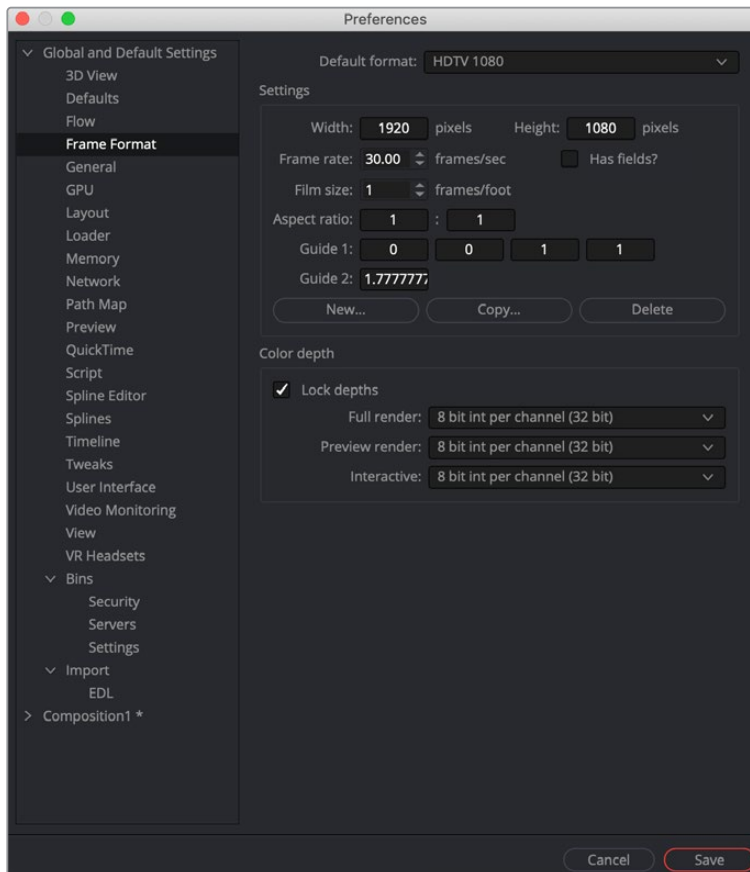 Preferences
Global and Default Settings
3D View
Defaults
Flow
Frame Format
General
GPU
Layout
Loader
Memory
Network
Path Map
Preview
QuickTime
Script
Spline Editor
Splines
Timeline
Tweaks
User Interface
Video Monitoring
View
VR Headsets
Bins
Security
Servers
Settings
Import
EDL
Composition1 *
Default format: HDTV 1080
Settings
Width: 1920 pixels Height: 1080 pixels
Frame rate: 30.00 frames/sec Has fields?
Film size: 1 frames/foot
Aspect ratio: 1 : 1
Guide 1: 0 0 1 1
Guide 2: 1.7777777
New... Copy... Delete
Color depth
Lock depths
Full render: 8 bit int per channel (32 bit)
Preview render: 8 bit int per channel (32 bit)
Interactive: 8 bit int per channel (32 bit)
Cancel Save